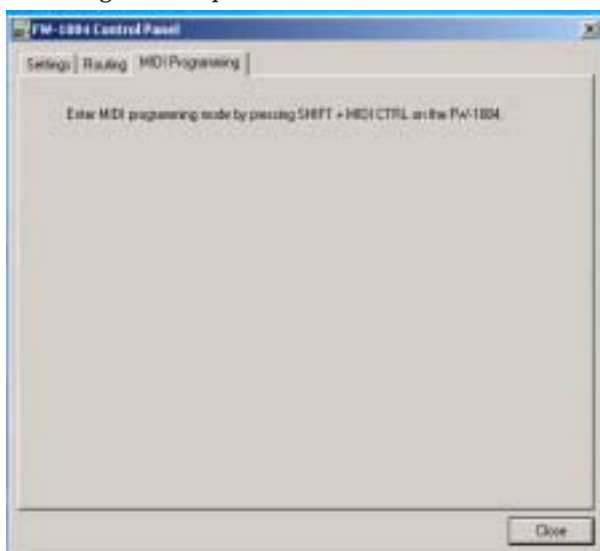 FW-1884 Control Panel
Settings Routing MIDI Programming
Enter MIDI programming mode by pressing SHIFT + MIDI CTRL on the FW-1884.
Close